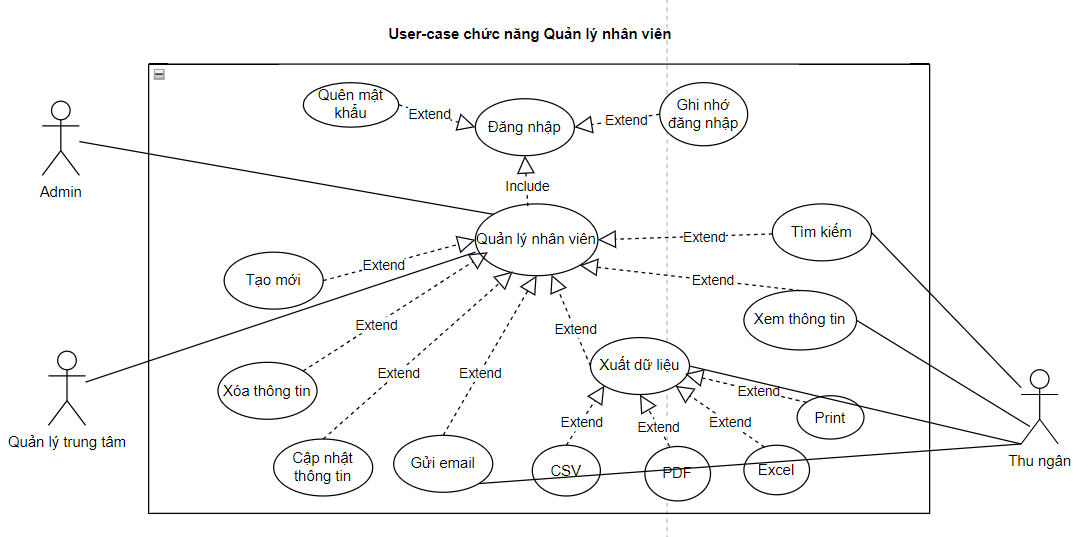 User-case chức năng Quản lý nhân viên
Quên mật
khẩu
Extend
Đăng nhập
Extend
Ghi nhớ
đăng nhập
Admin
Include
Quản lý nhân viên
Extend
Tìm kiếm
Tạo mới
Extend
Extend
Xem thông tin
Extend
Extend
Xuất dữ liệu
Xóa thông tin
Extend
Extend
Extend
Print
Quản lý trung tâm
Extend
Extend
Extend
Cập nhật
thông tin
Gửi email
CSV
PDF
Excel
Thu ngân